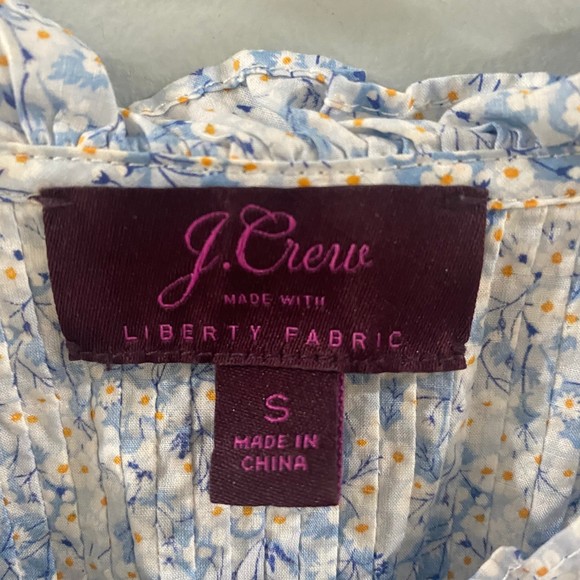 J.Crew
MADE WITH
LIBERTY FABRIC
S
MADE IN
CHINA